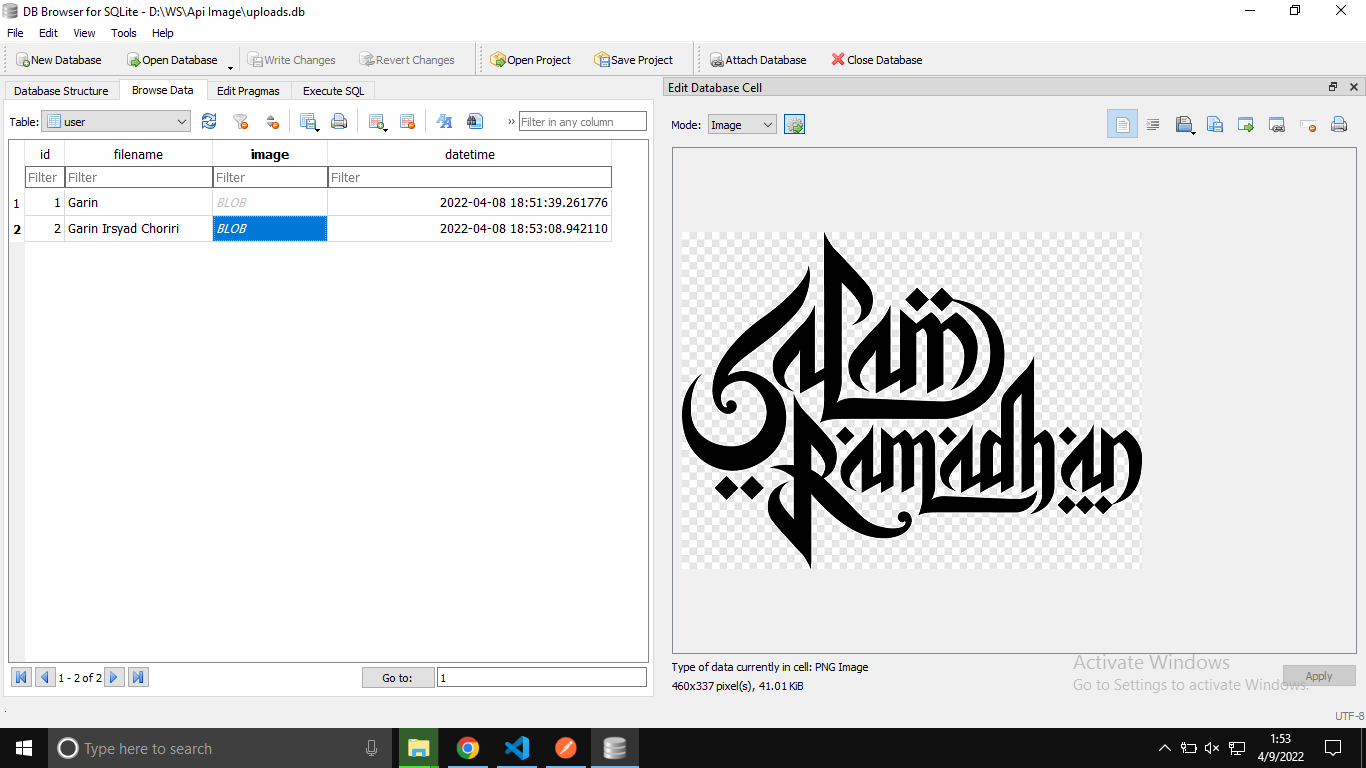 DB Browser for SQLite - D:\WS\Api Image\uploads.db
File Edit View Tools Help
New Database Open Database Write Changes Revert Changes Open Project Save Project Attach Database Close Database
Database Structure Browse Data Edit Pragmas Execute SQL
Table: user Filter in any column
id filename image datetime
Filter Filter Filter Filter
1 1 Garin BLOB 2022-04-08 18:51:39.261776
2 2 Garin Irsyad Choriri BLOB 2022-04-08 18:53:08.942110
1 - 2 of 2 Go to: 1
Edit Database Cell
Mode: Image
Salam
Ramadhan
Type of data currently in cell: PNG Image
460x337 pixel(s), 41.01 KiB
Apply
Activate Windows
Go to Settings to activate Windows.
UTF-8
Type here to search
1:53
4/9/2022